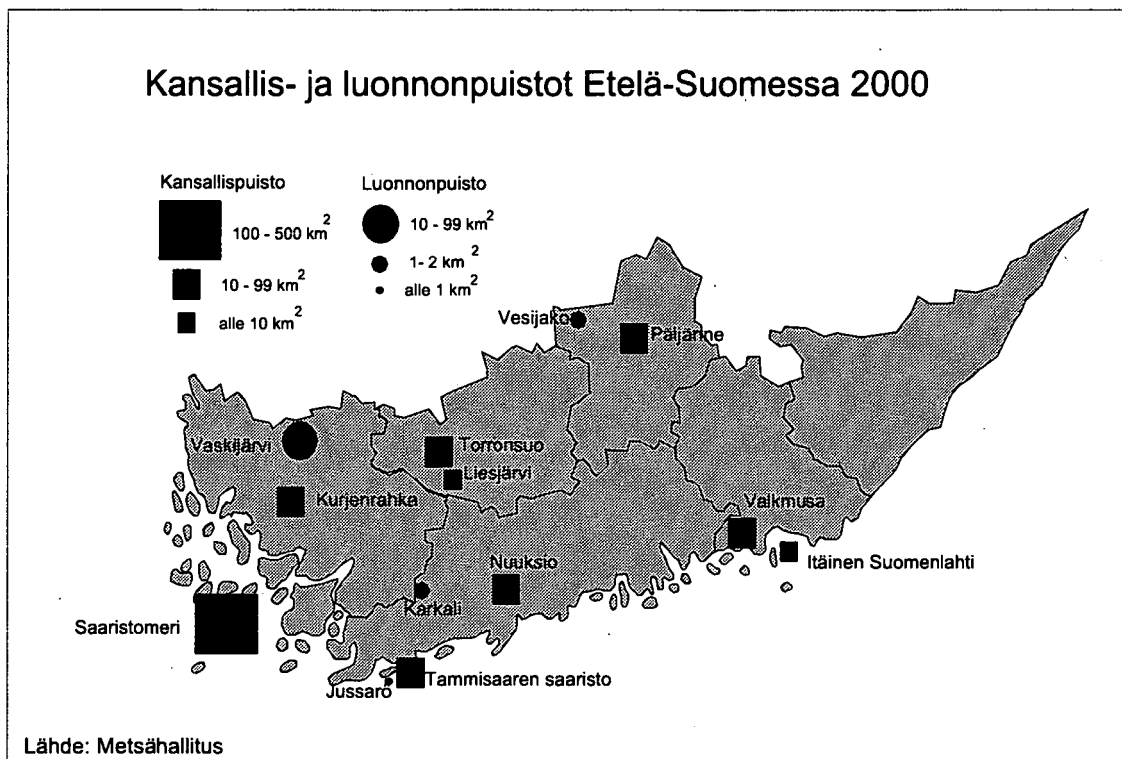 Kansallis- ja luonnonpuistot Etelä-Suomessa 2000
Kansallispuisto
100 - 500 km2
10 - 99 km2
alle 10 km2
Luonnonpuisto
10 - 99 km2
1- 2 km2
alle 1 km2
Vesijako
Päljärine
Vaskijärvi
Torronsuo
Liesjärvi
Kurjenrahka
Valkmusa
Itäinen Suomenlahti
Nuuksio
Karkali
Saaristomeri
Jussarö
Tammisaaren saaristo
Lähde: Metsähallitus